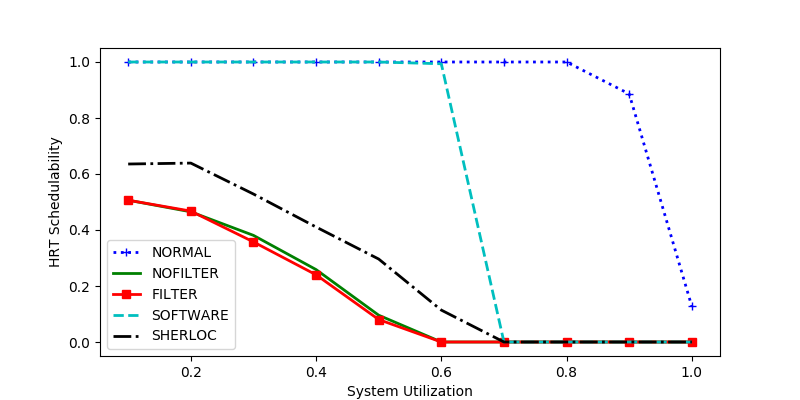 1.0
0.8
0.6
0.4
0.2
0.0
HRT Schedulability
NORMAL
NOFILTER
FILTER
SOFTWARE
SHERLOC
0.2 0.4 0.6 0.8 1.0
System Utilization